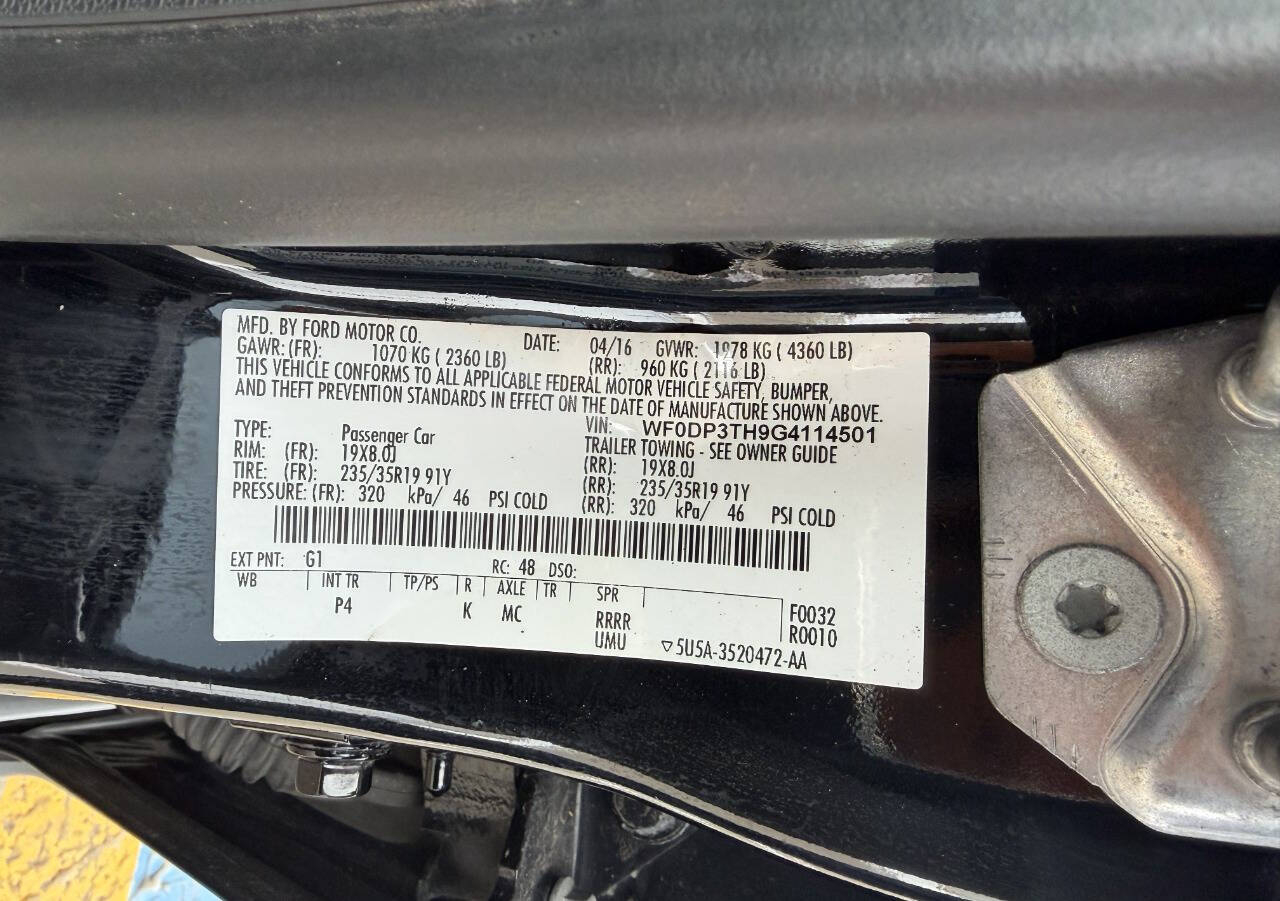 MFD. BY FORD MOTOR CO. DATE: 04/16 GVWR: 1978 KG ( 4360 LB)
GAWR: (FR): 1070 KG ( 2360 LB) (RR): 960 KG ( 2116 LB)
THIS VEHICLE CONFORMS TO ALL APPLICABLE FEDERAL MOTOR VEHICLE SAFETY, BUMPER,
AND THEFT PREVENTION STANDARDS IN EFFECT ON THE DATE OF MANUFACTURE SHOWN ABOVE.
VIN: WF0DP3TH9G4114501
TYPE: Passenger Car TRAILER TOWING - SEE OWNER GUIDE
RIM: (FR): 19X8.0J (RR): 19X8.0J
TIRE: (FR): 235/35R19 91Y (RR): 235/35R19 91Y
PRESSURE: (FR): 320 kPa/ 46 PSI COLD (RR): 320 kPa/ 46 PSI COLD
EXT PNT: G1 RC: 48 DSO:
WB INT TR TP/PS R AXLE TR SPR
P4 K MC RRRR F0032
UMU R0010
▽5U5A-3520472-AA